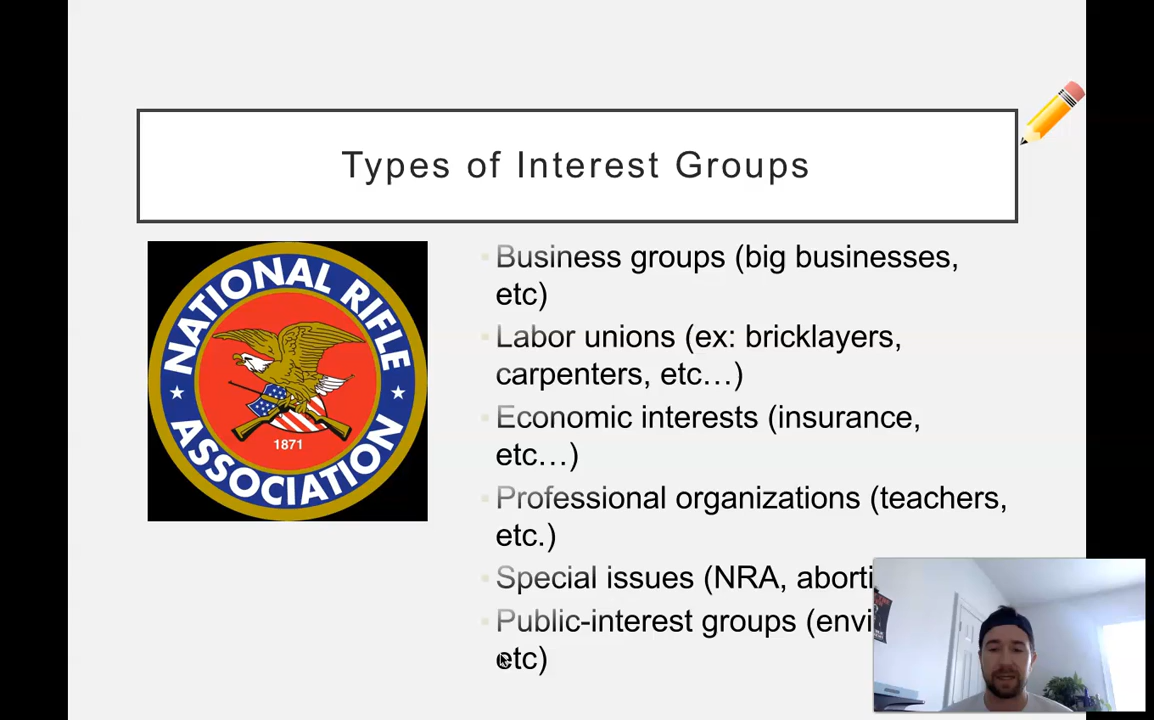 Types of Interest Groups
NATIONAL RIFLE
ASSOCIATION
1871
Business groups (big businesses,
etc)
Labor unions (ex: bricklayers,
carpenters, etc…)
Economic interests (insurance,
etc…)
Professional organizations (teachers,
etc.)
Special issues (NRA,
Public-interest groups
etc)